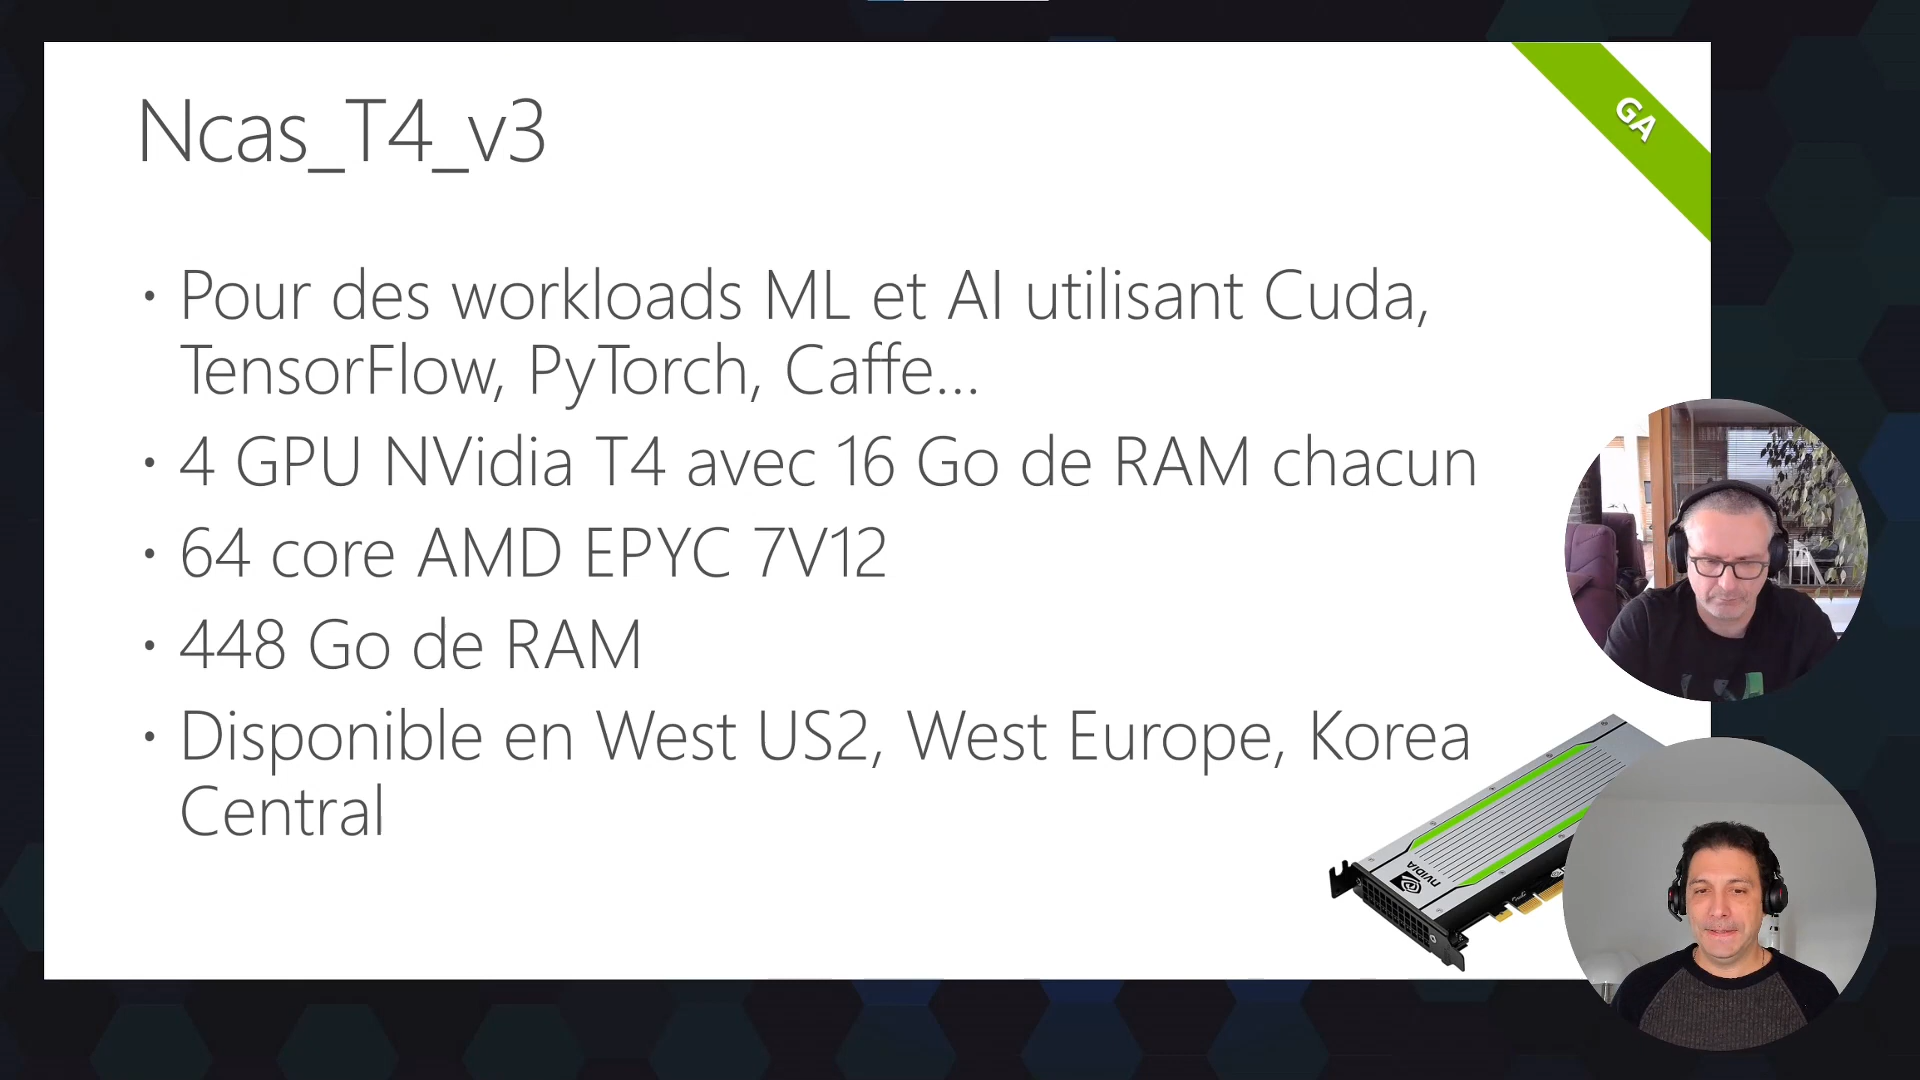 Ncas_T4_v3
GA
• Pour des workloads ML et AI utilisant Cuda,
TensorFlow, PyTorch, Caffe...
• 4 GPU NVidia T4 avec 16 Go de RAM chacun
• 64 core AMD EPYC 7V12
• 448 Go de RAM
• Disponible en West US2, West Europe, Korea
Central
NVIDIA